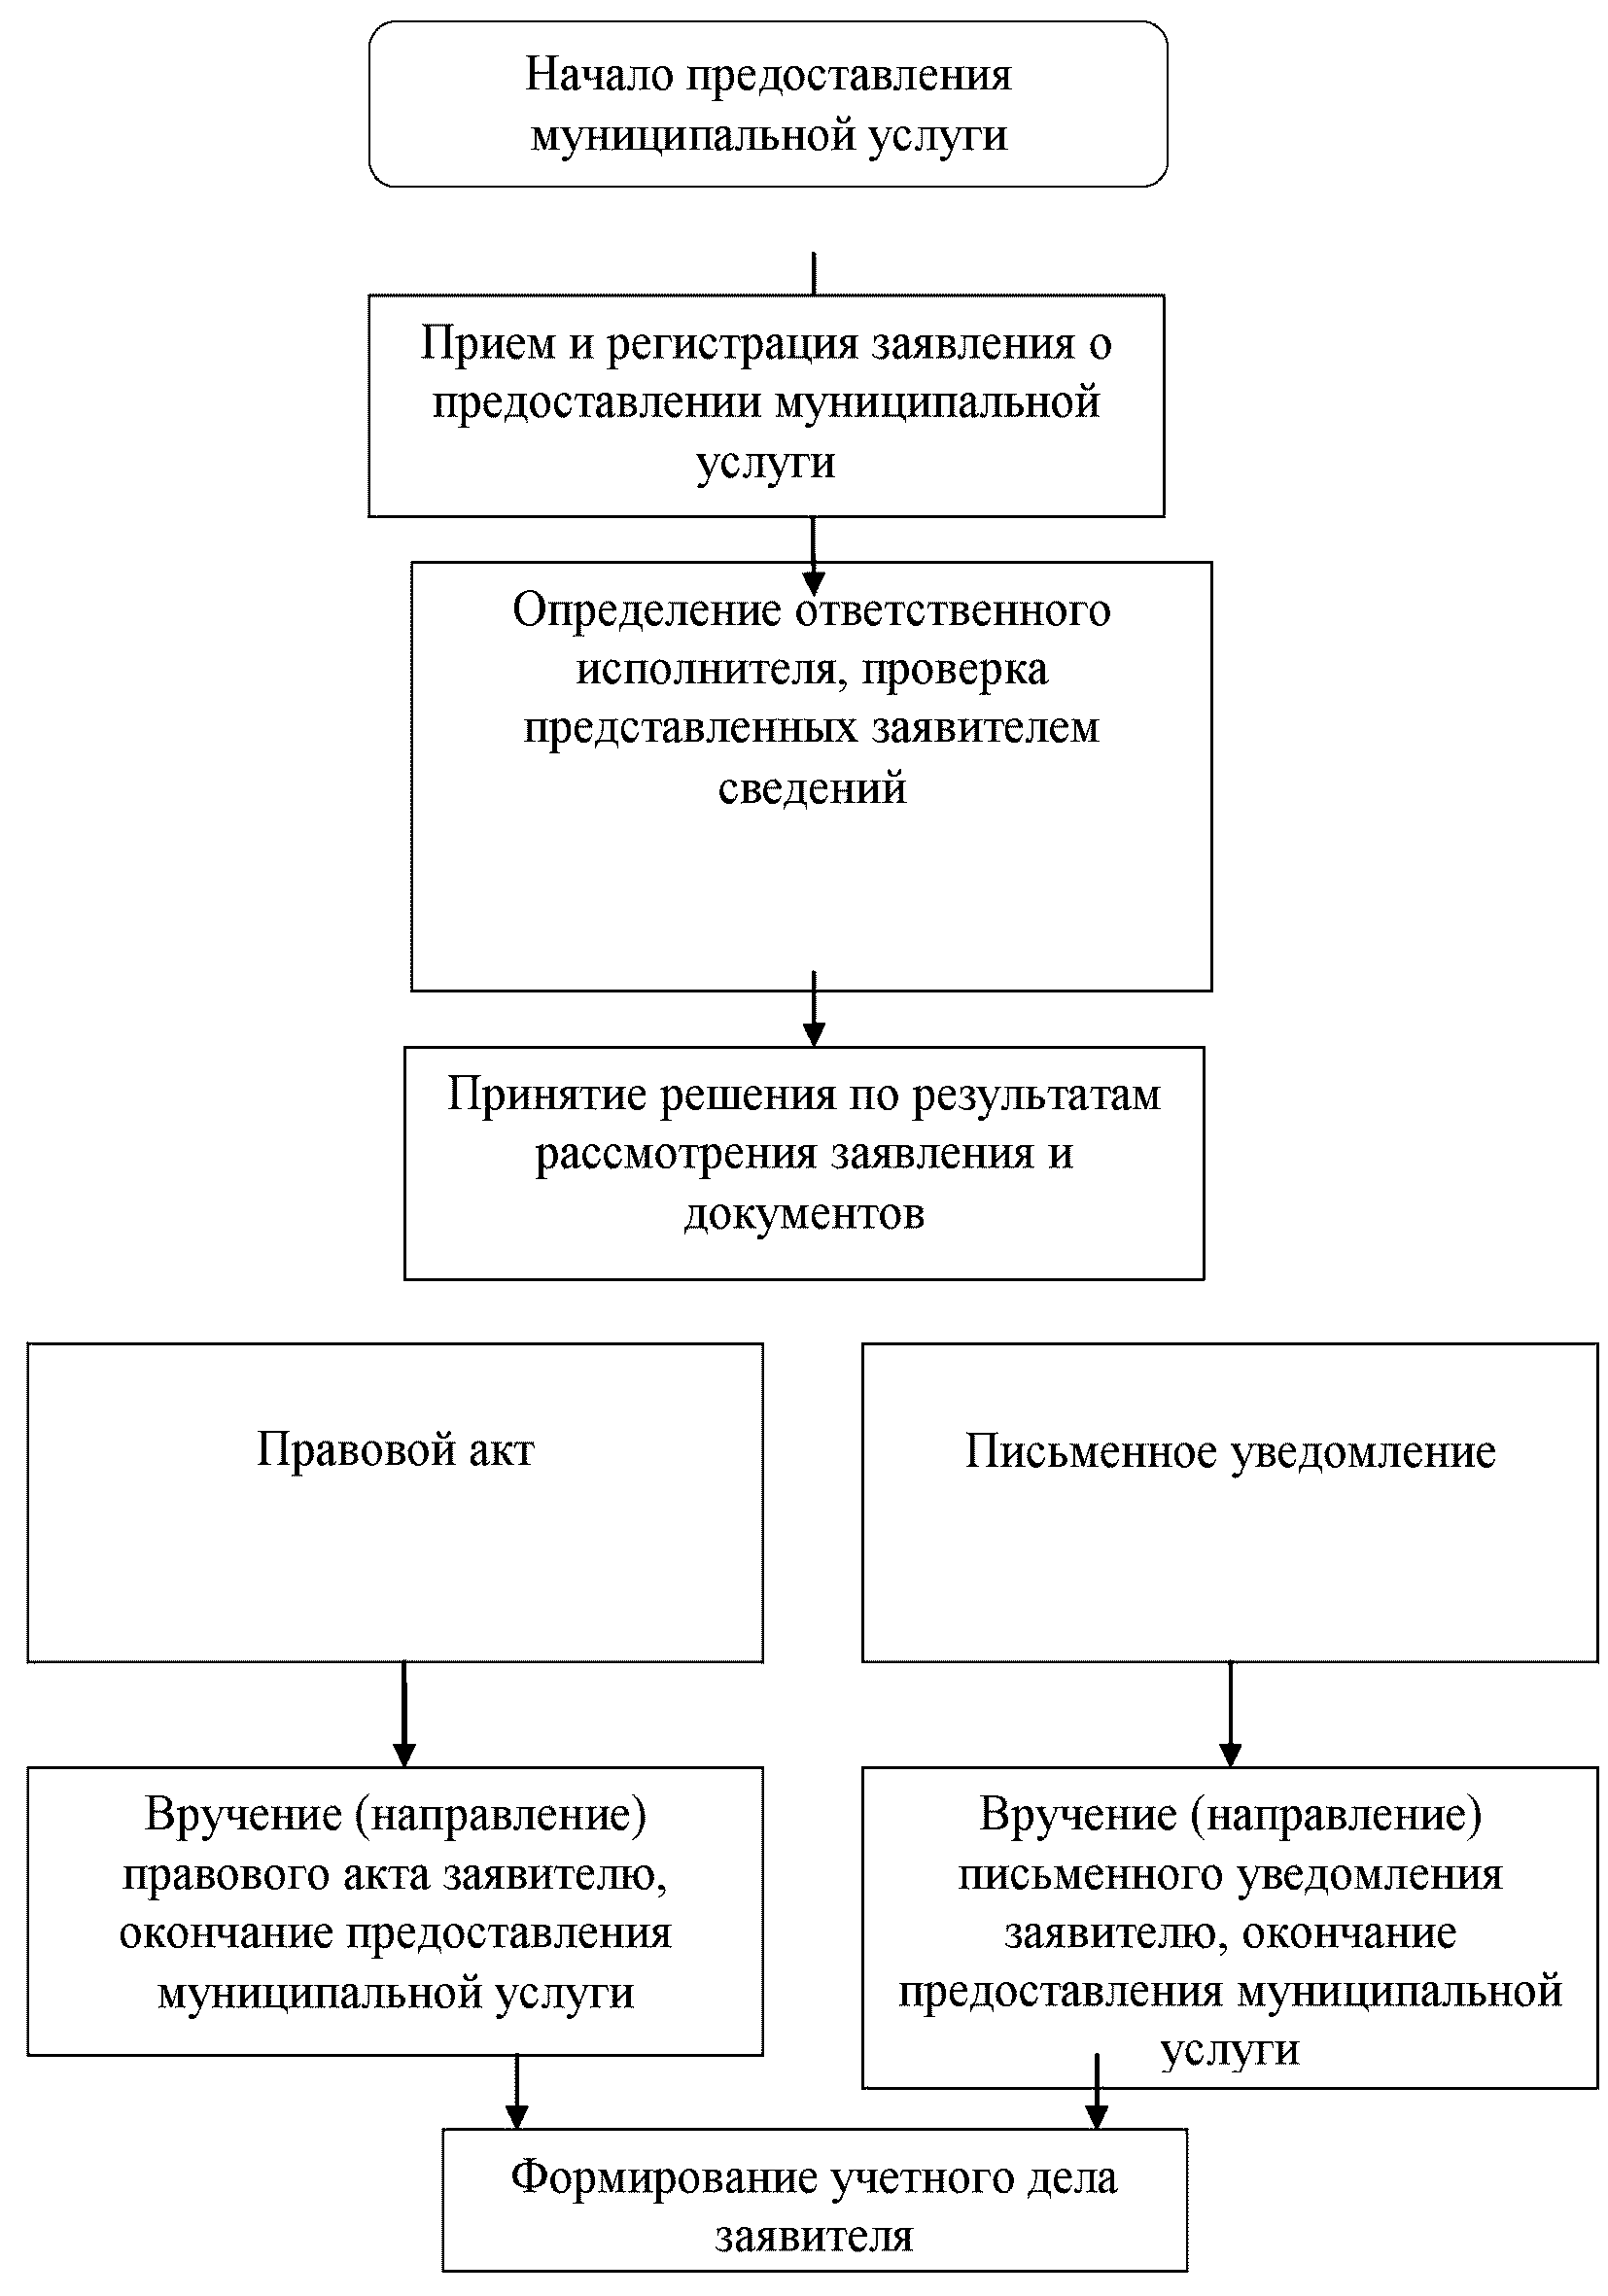 Начало предоставления
муниципальной услуги
Прием и регистрация заявления о
предоставлении муниципальной
услуги
Определение ответственного
исполнителя, проверка
представленных заявителем
сведений
Принятие решения по результатам
рассмотрения заявления и
документов
Правовой акт
Письменное уведомление
Вручение (направление)
правового акта заявителю,
окончание предоставления
муниципальной услуги
Вручение (направление)
письменного уведомления
заявителю, окончание
предоставления муниципальной
услуги
Формирование учетного дела
заявителя